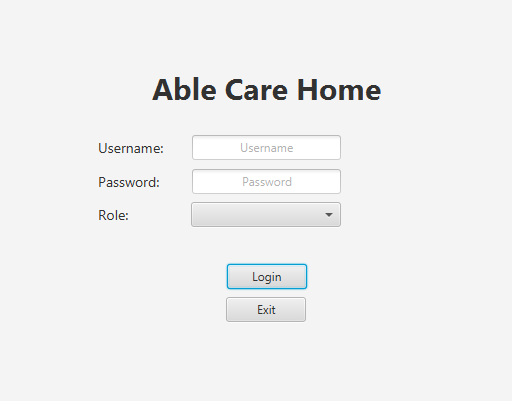 Able Care Home
Username: Username
Password: Password
Role:
Login
Exit